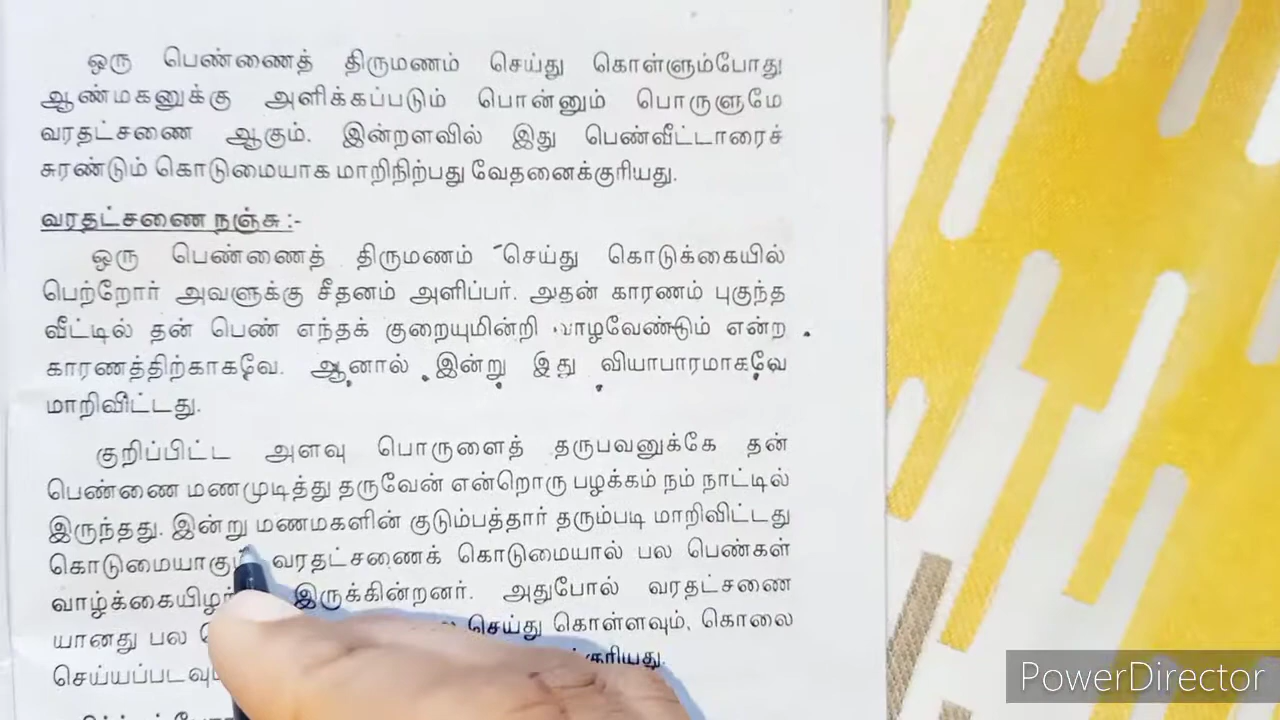 ஒரு பெண்ணைத் திருமணம் செய்து கொள்ளும்போது
ஆண்மகனுக்கு அளிக்கப்படும் பொன்னும் பொருளுமே
வரதட்சணை ஆகும். இன்றளவில் இது பெண்வீட்டாரைச்
சுரண்டும் கொடுமையாக மாறிநிற்பது வேதனைக்குரியது.
வரதட்சணை நஞ்சு :-
ஒரு பெண்ணைத் திருமணம் செய்து கொடுக்கையில்
பெற்றோர் அவளுக்கு சீதனம் அளிப்பர். அதன் காரணம் புகுந்த
வீட்டில் தன் பெண் எந்தக் குறையுமின்றி வாழவேண்டும் என்ற
காரணத்திற்காகவே. ஆனால் இன்று இது வியாபாரமாகவே
மாறிவிட்டது.
குறிப்பிட்ட அளவு பொருளைத் தருபவனுக்கே தன்
பெண்ணை மணமுடித்து தருவேன் என்றொரு பழக்கம் நம் நாட்டில்
இருந்தது. இன்று மணமகளின் குடும்பத்தார் தரும்படி மாறிவிட்டது
கொடுமையாகும் வரதட்சணைக் கொடுமையால் பல பெண்கள்
இருக்கின்றனர். அதுபோல் வரதட்சணை
யானது பல செய்து கொள்ளவும், கொலை
PowerDirector